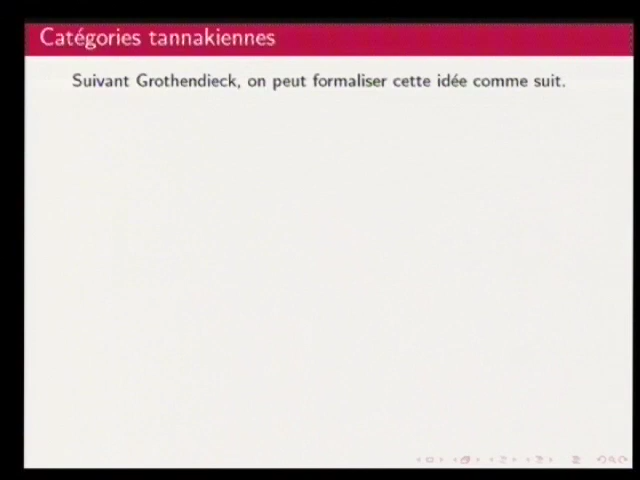 Catégories tannakiennes
Suivant Grothendieck, on peut formaliser cette idée comme suit.